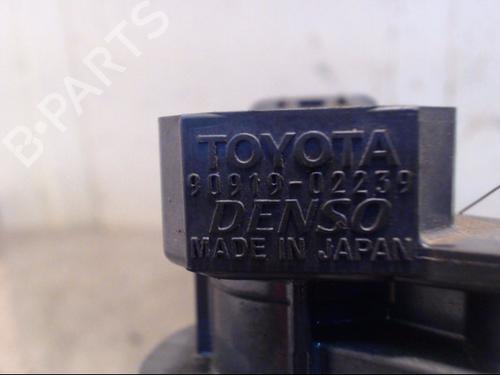 B-PARTS
TOYOTA
90919-02239
DENSO
MADE IN JAPAN